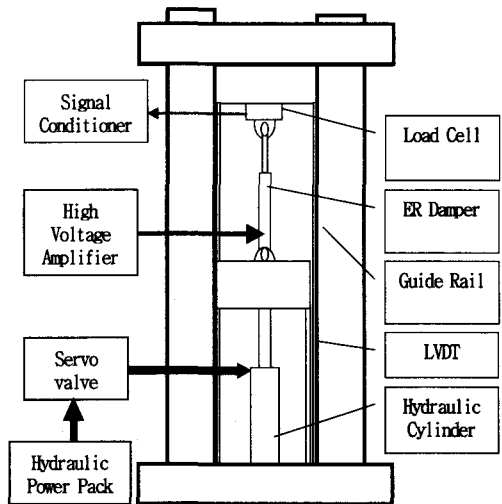 Signal
Conditioner
High
Voltage
Amplifier
Servo
valve
Hydraulic
Power Pack
Load Cell
ER Damper
Guide Rail
LVDT
Hydraulic
Cylinder